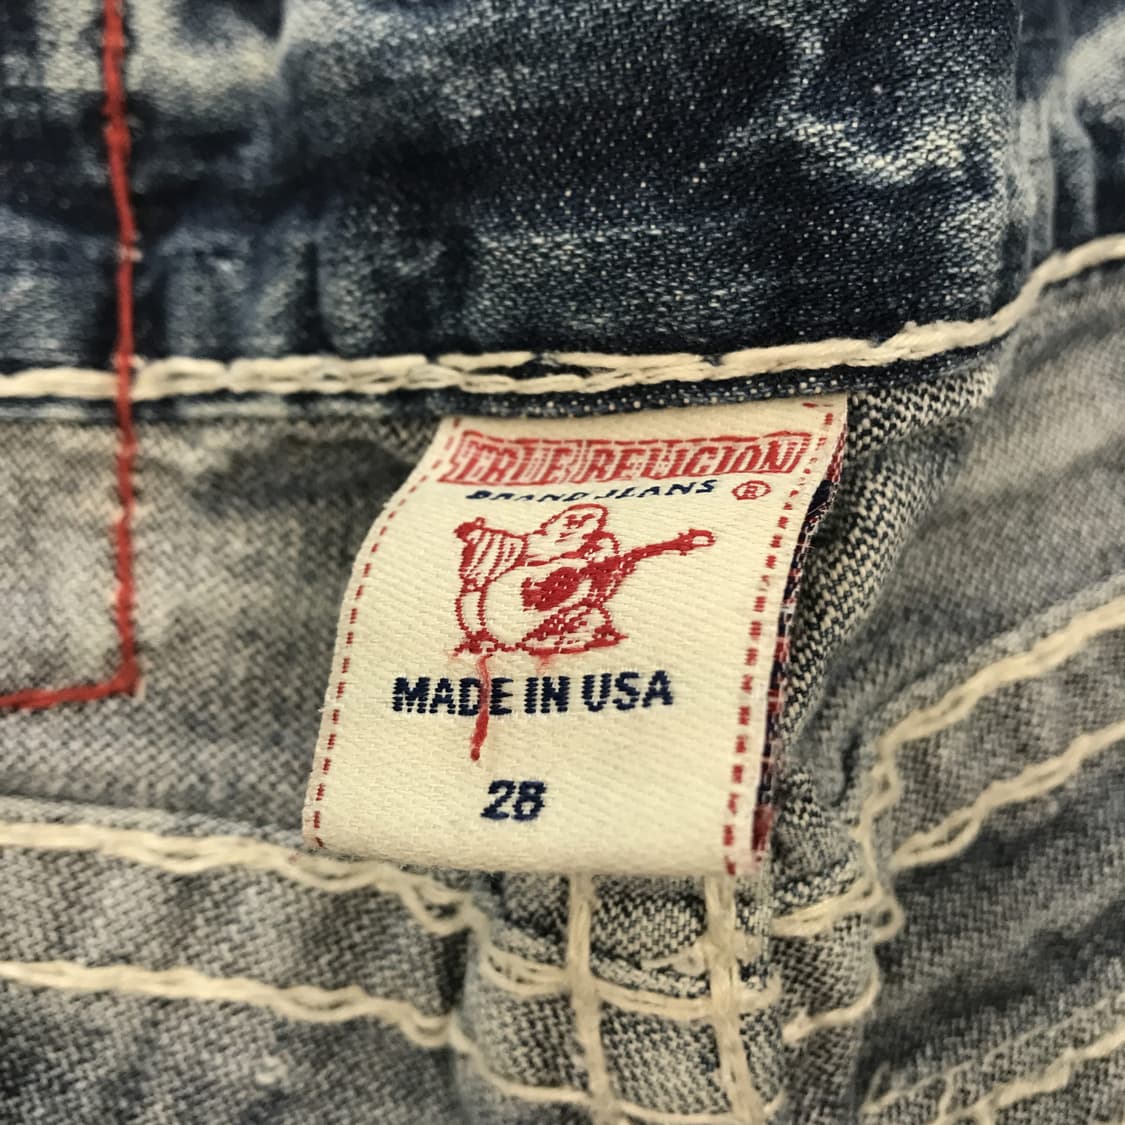 TRUE RELIGION
BRAND JEANS ®
MADE IN USA
28